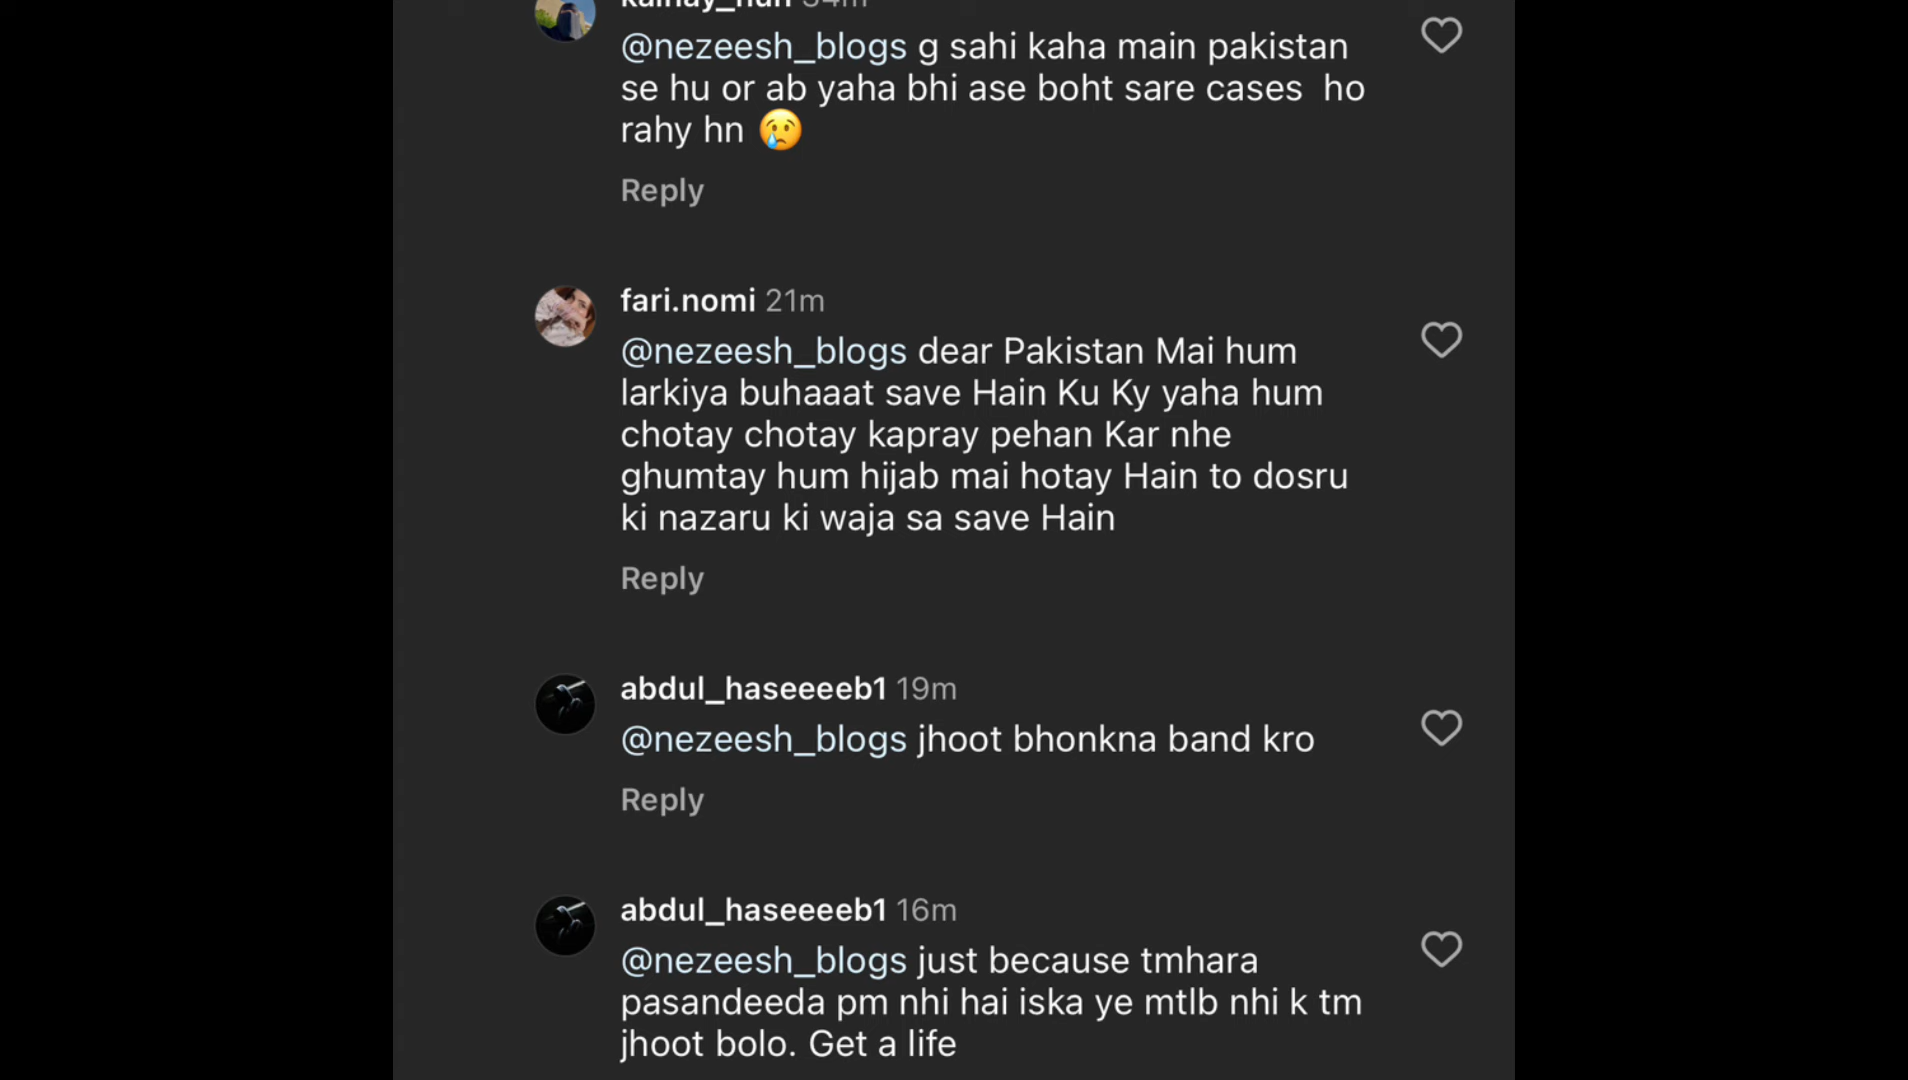 @nezeesh_blogs g sahi kaha main pakistan
se hu or ab yaha bhi ase boht sare cases ho
rahy hn 😢
Reply
fari.nomi 21m
@nezeesh_blogs dear Pakistan Mai hum
larkiya buhaaat save Hain Ku Ky yaha hum
chotay chotay kapray pehan Kar nhe
ghumtay hum hijab mai hotay Hain to dosru
ki nazaru ki waja sa save Hain
Reply
abdul_haseeeeb1 19m
@nezeesh_blogs jhoot bhonkna band kro
Reply
abdul_haseeeeb1 16m
@nezeesh_blogs just because tmhara
pasandeeda pm nhi hai iska ye mtlb nhi k tm
jhoot bolo. Get a life